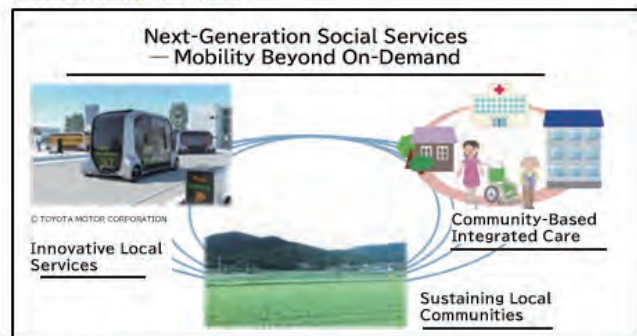 Next-Generation Social Services
— Mobility Beyond On-Demand
© TOYOTA MOTOR CORPORATION
Innovative Local
Services
Community-Based
Integrated Care
Sustaining Local
Communities